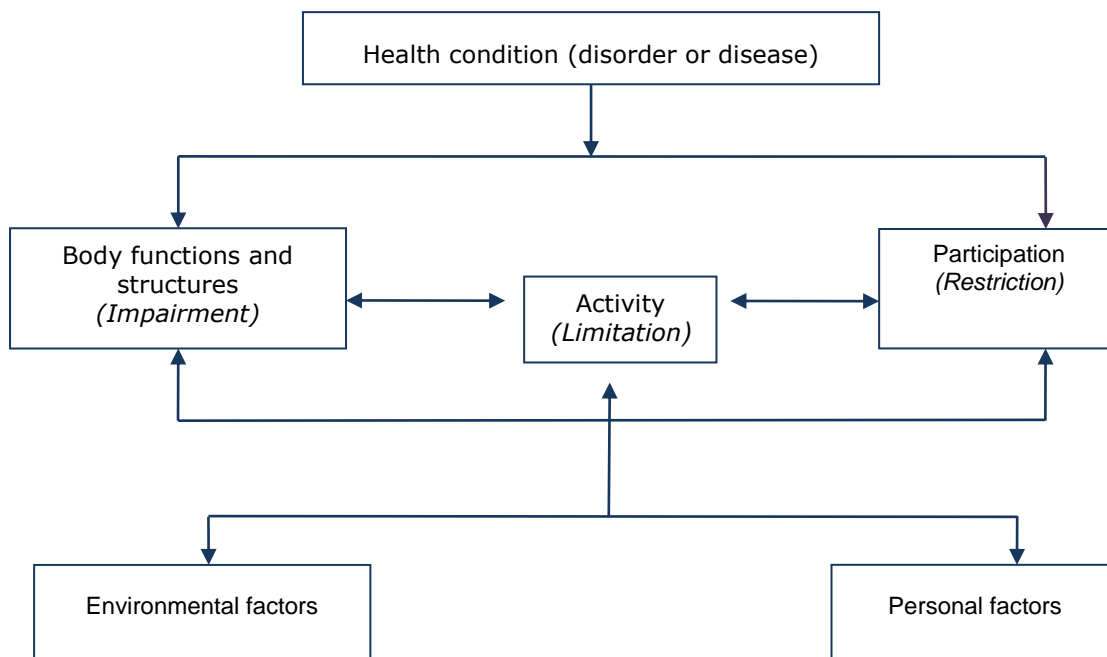 Health condition (disorder or disease)
Body functions and
structures
(Impairment)
Activity
(Limitation)
Participation
(Restriction)
Environmental factors
Personal factors